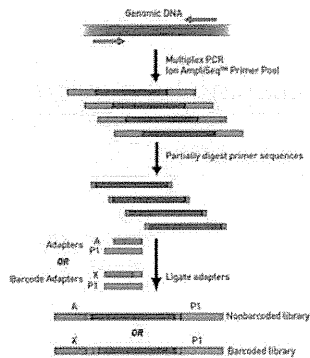 Genomic DNA
Multiplex PCR
Ion AmpliSeq™ Primer Pool
Partially digest primer sequences
Adapters
A
P1
OR
Barcode Adapters
X
P1
Ligate adapters
A
P1
Nonbarcoded library
OR
X
P1
Barcoded library